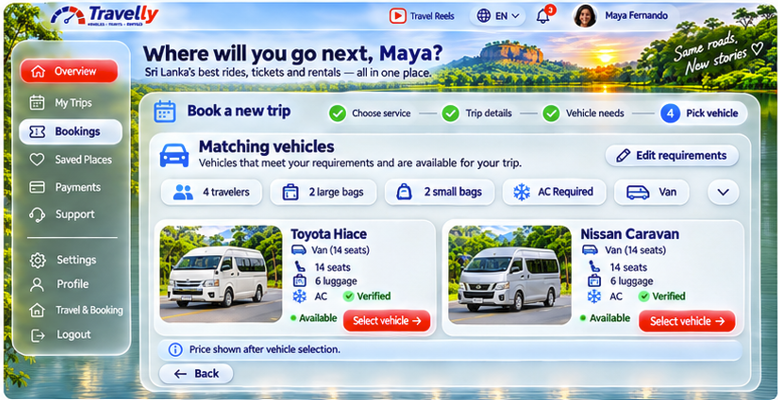 Travelly
VEHICLES • TICKETS • RENTALS
Travel Reels
EN
3
Maya Fernando
Overview
My Trips
Bookings
Saved Places
Payments
Support
Settings
Profile
Travel & Booking
Logout
Where will you go next, Maya?
Sri Lanka's best rides, tickets and rentals — all in one place.
Same roads,
New stories ♡
Book a new trip
Choose service
Trip details
Vehicle needs
4 Pick vehicle
Matching vehicles
Vehicles that meet your requirements and are available for your trip.
Edit requirements
4 travelers
2 large bags
2 small bags
AC Required
Van
Toyota Hiace
Van (14 seats)
14 seats
6 luggage
AC Verified
Available
Select vehicle →
Nissan Caravan
Van (14 seats)
14 seats
6 luggage
AC Verified
Available
Select vehicle →
Price shown after vehicle selection.
← Back